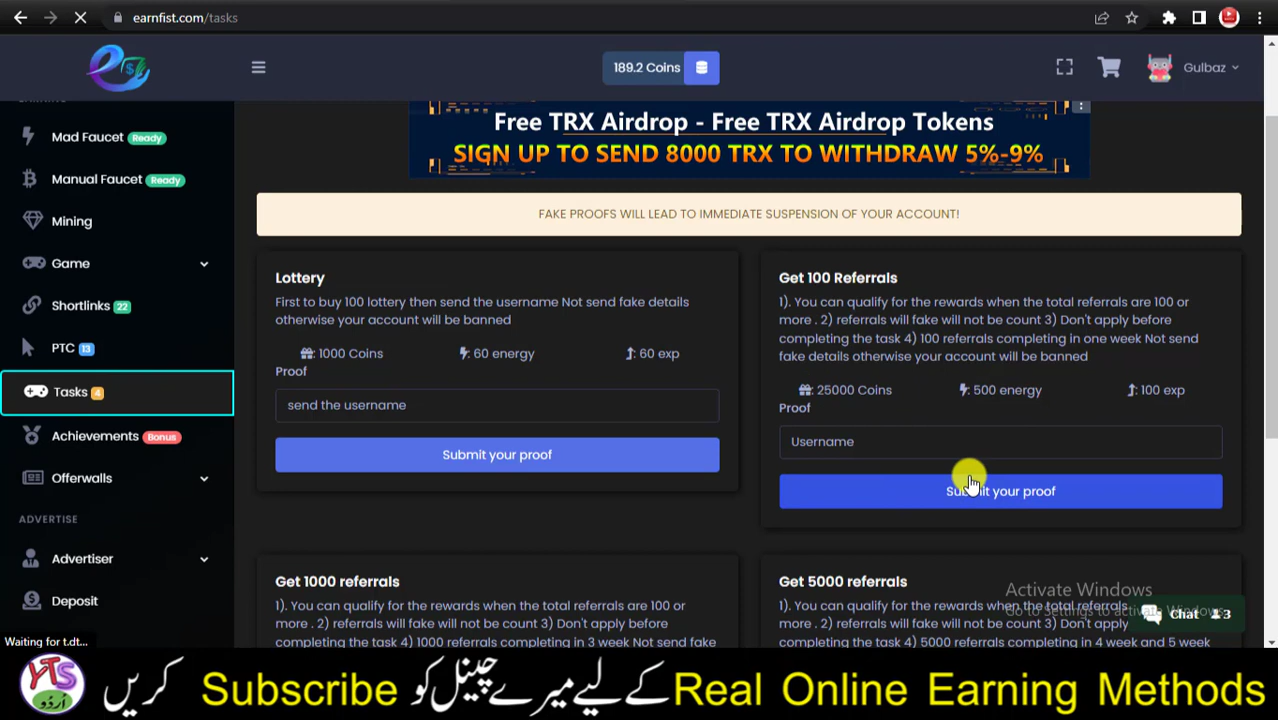 earnfist.com/tasks
189.2 Coins
Gulbaz
Mad Faucet Ready
Manual Faucet Ready
Mining
Game
Shortlinks 22
PTC 13
Tasks 4
Achievements Bonus
Offerwalls
ADVERTISE
Advertiser
Deposit
Waiting for t.dt...
Free TRX Airdrop - Free TRX Airdrop Tokens
SIGN UP TO SEND 8000 TRX TO WITHDRAW 5%-9%
FAKE PROOFS WILL LEAD TO IMMEDIATE SUSPENSION OF YOUR ACCOUNT!
Lottery
First to buy 100 lottery then send the username Not send fake details
otherwise your account will be banned
1000 Coins 60 energy 60 exp
Proof
send the username
Submit your proof
Get 100 Referrals
1). You can qualify for the rewards when the total referrals are 100 or
more . 2) referrals will fake will not be count 3) Don't apply before
completing the task 4) 100 referrals completing in one week Not send
fake details otherwise your account will be banned
25000 Coins 500 energy 100 exp
Proof
Username
Submit your proof
Get 1000 referrals
1). You can qualify for the rewards when the total referrals are 100 or
more . 2) referrals will fake will not be count 3) Don't apply before
completing the task 4) 1000 referrals completing in 3 week Not send fake
Get 5000 referrals
1). You can qualify for the rewards when the total referrals
more . 2) referrals will fake will not be count 3) Don't apply
completing the task 4) 5000 referrals completing in 4 week and 5 week
Activate Windows
Go to Settings to activate Windows.
Chat 3
YTS
اردو
Real Online Earning Methods کے لیے میرے چینل کو Subscribe کریں